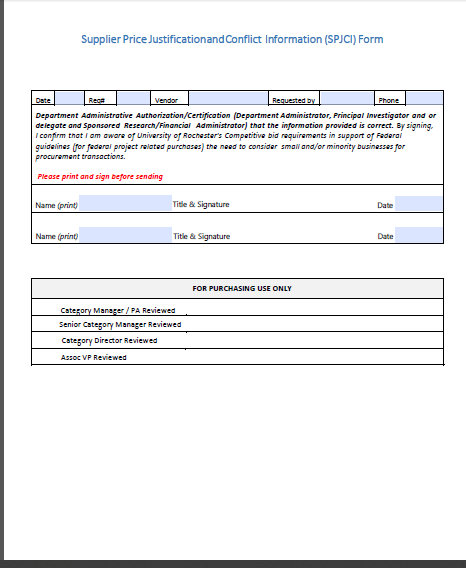 Supplier Price Justification and Conflict Information (SPJCI) Form
Date Req# Vendor Requested by Phone
Department Administrative Authorization/Certification (Department Administrator, Principal Investigator and or
delegate and Sponsored Research/Financial Administrator) that the information provided is correct. By signing,
I confirm that I am aware of University of Rochester's Competitive bid requirements in support of Federal
guidelines (for federal project related purchases) the need to consider small and/or minority businesses for
procurement transactions.
Please print and sign before sending
Name (print) Title & Signature Date
Name (print) Title & Signature Date
FOR PURCHASING USE ONLY
Category Manager / PA Reviewed
Senior Category Manager Reviewed
Category Director Reviewed
Assoc VP Reviewed